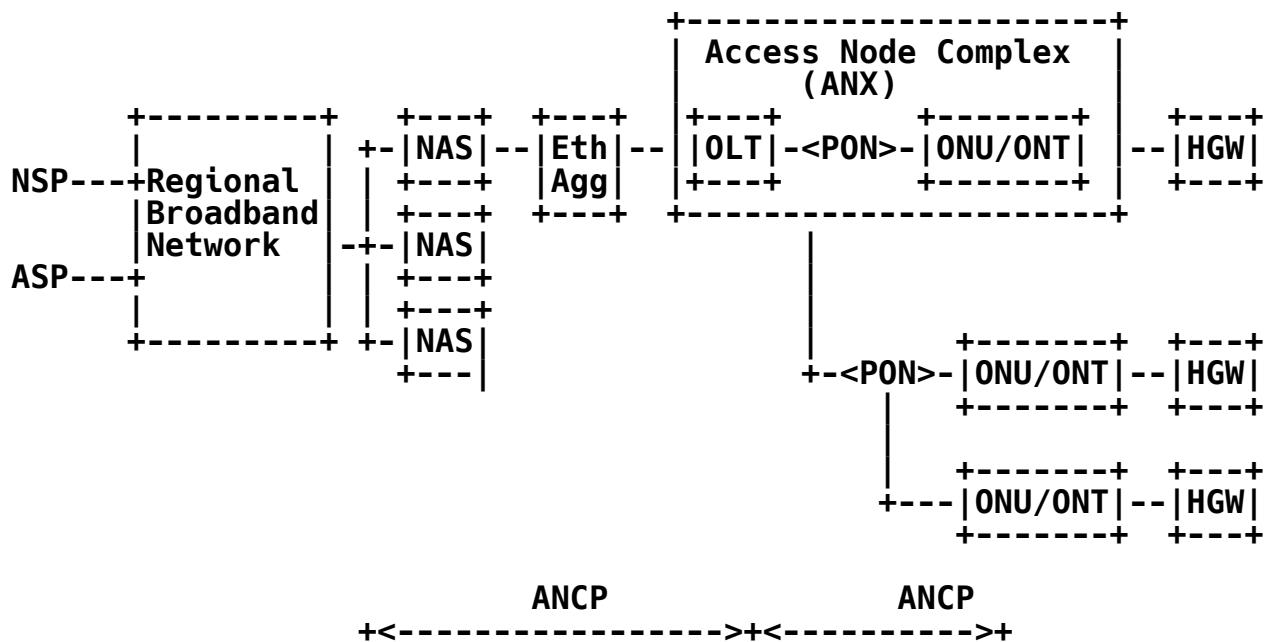 Access Node Complex
(ANX)
+-|NAS|--|Eth|--||OLT|-<PON>-|ONU/ONT| |--|HGW|
NSP---+Regional |Agg|
|Broadband|
|Network |-+-|NAS|
ASP---+
+---------+ +-|NAS|
+-<PON>-|ONU/ONT|--|HGW|
+---|ONU/ONT|--|HGW|
ANCP ANCP
+<----------------->+<---------->+